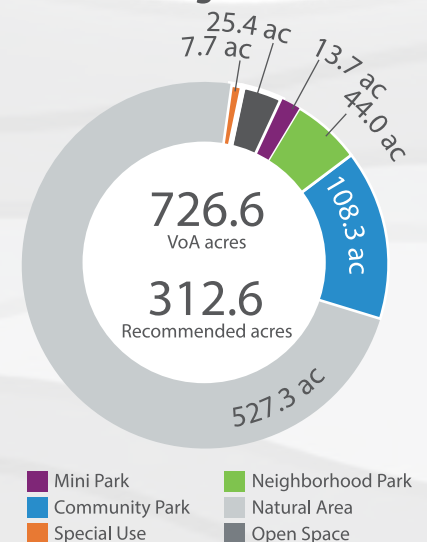 25.4 ac
7.7 ac
13.7 ac
44.0 ac
108.3 ac
726.6
VoA acres
312.6
Recommended acres
527.3 ac
Mini Park
Neighborhood Park
Community Park
Natural Area
Special Use
Open Space